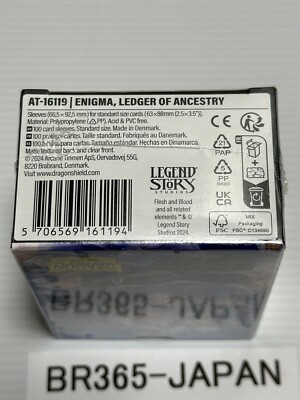 AT-16119 | ENIGMA, LEDGER OF ANCESTRY
Sleeves (66,5 × 92,5 mm) for standard size cards (63×88mm (2.5×3.5")).
Material: Polypropylene (PP), Acid & PVC free.
100 card sleeves. Standard size. Made in Denmark.
100 protège-cartes. Taille standard. Fabriqués au Danemark.
100 fundas para cartas. Tamaño estándar. Hechas en Dinamarca.
Matte textured back and clear front.
© 2024 Arcane Tinmen ApS, Dervadsvej 55G,
8220 Brabrand, Denmark
Visit www.dragonshield.com
5 706569 161194
LEGEND
STORY
STUDIOS
Flesh and Blood
and all related
elements ™ & ©
Legend Story
Studios 2024
21
PAP
5
PP
UK
CA
CE
FSC
MIX
Packaging
FSC® C134690
BR365-JAPAN
BR365-JAPAN